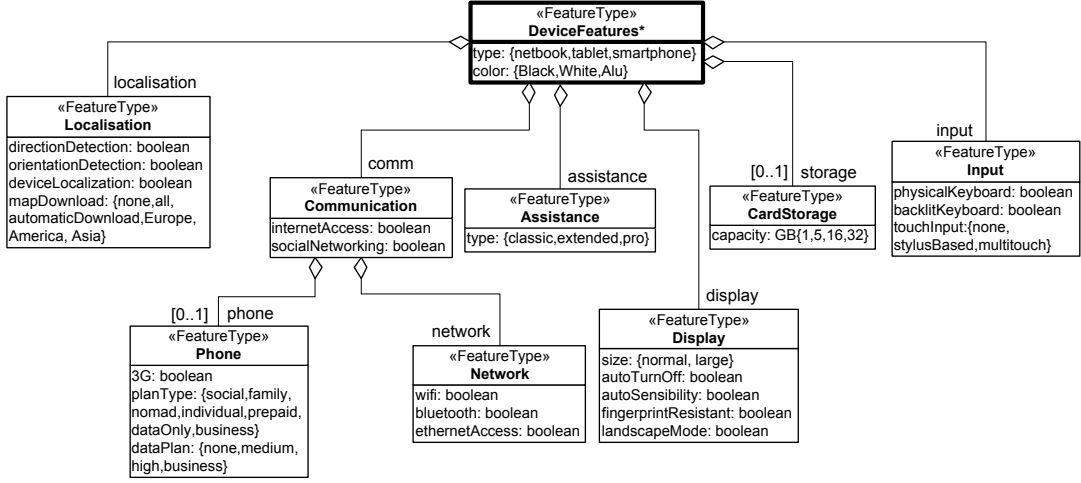 «FeatureType»
DeviceFeatures*
type: {netbook,tablet,smartphone}
color: {Black,White,Alu}
localisation
«FeatureType»
Localisation
directionDetection: boolean
orientationDetection: boolean
deviceLocalization: boolean
mapDownload: {none,all,
automaticDownload,Europe,
America, Asia}
comm
«FeatureType»
Communication
internetAccess: boolean
socialNetworking: boolean
assistance
«FeatureType»
Assistance
type: {classic,extended,pro}
[0..1] storage
«FeatureType»
CardStorage
capacity: GB{1,5,16,32}
input
«FeatureType»
Input
physicalKeyboard: boolean
backlitKeyboard: boolean
touchInput:{none,
stylusBased,multitouch}
[0..1] phone
«FeatureType»
Phone
3G: boolean
planType: {social,family,
nomad,individual,prepaid,
dataOnly,business}
dataPlan: {none,medium,
high,business}
network
«FeatureType»
Network
wifi: boolean
bluetooth: boolean
ethernetAccess: boolean
display
«FeatureType»
Display
size: {normal, large}
autoTurnOff: boolean
autoSensibility: boolean
fingerprintResistant: boolean
landscapeMode: boolean